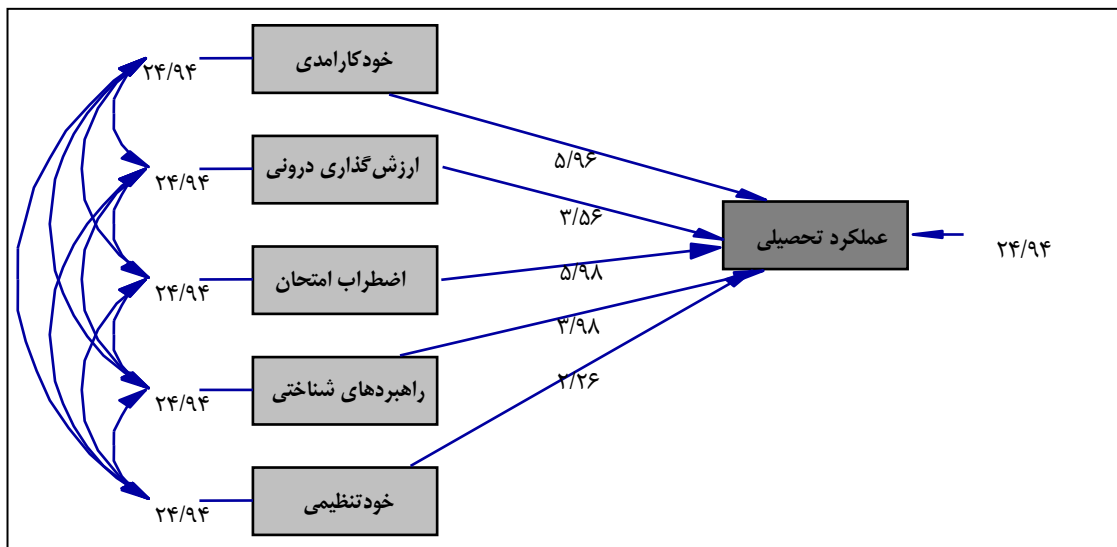 خودکارامدی
۲۴/۹۴
ارزش‌گذاری درونی
۲۴/۹۴
اضطراب امتحان
۲۴/۹۴
راهبردهای شناختی
۲۴/۹۴
خودتنظیمی
۲۴/۹۴
۵/۹۶
۳/۵۶
۵/۹۸
۳/۹۸
۲/۲۶
عملکرد تحصیلی
۲۴/۹۴